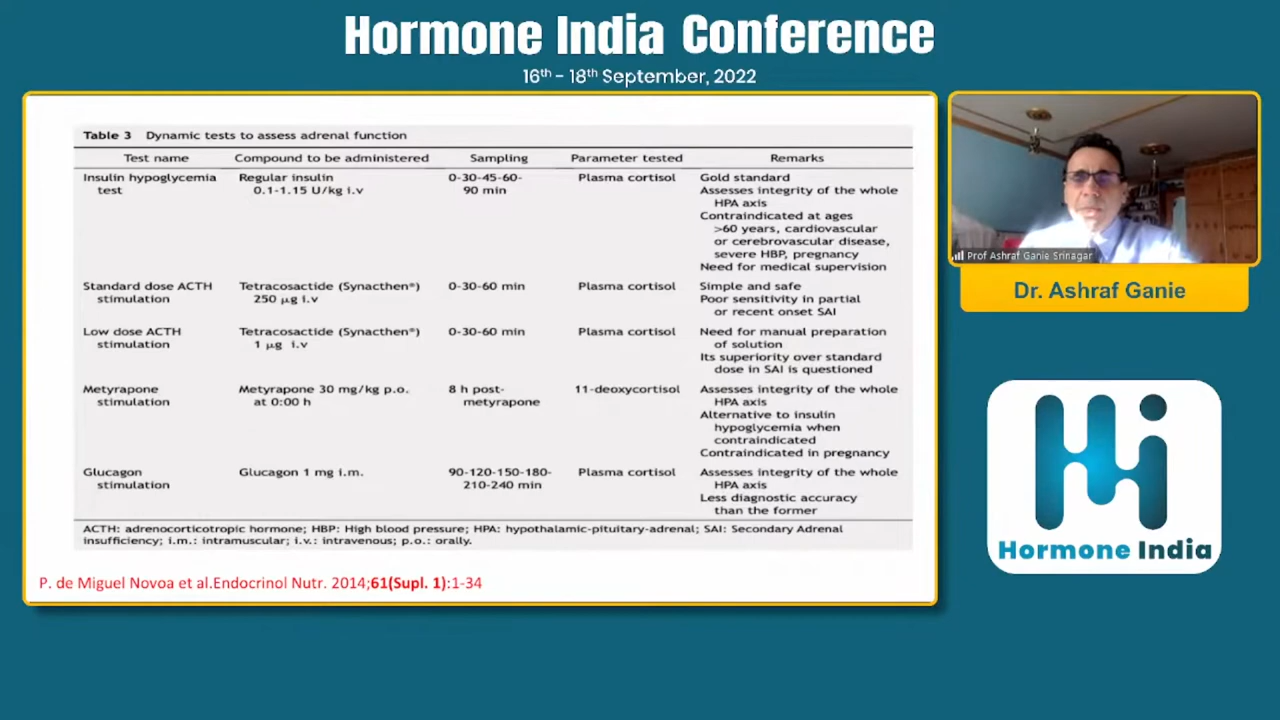 Hormone India Conference
16th - 18th September, 2022
Table 3 Dynamic tests to assess adrenal function
Test name Compound to be administered Sampling Parameter tested Remarks
Insulin hypoglycemia Regular insulin 0-30-45-60- Plasma cortisol Gold standard
test 0.1-1.15 U/kg i.v 90 min Assesses integrity of the whole
HPA axis
Contraindicated at ages
>60 years, cardiovascular
or cerebrovascular disease,
severe HBP, pregnancy
Need for medical supervision
Standard dose ACTH Tetracosactide (Synacthen®) 0-30-60 min Plasma cortisol Simple and safe
stimulation 250 µg i.v Poor sensitivity in partial
or recent onset SAI
Low dose ACTH Tetracosactide (Synacthen®) 0-30-60 min Plasma cortisol Need for manual preparation
stimulation 1 µg i.v of solution
Its superiority over standard
dose in SAI is questioned
Metyrapone Metyrapone 30 mg/kg p.o. 8 h post- 11-deoxycortisol Assesses integrity of the whole
stimulation at 0:00 h metyrapone HPA axis
Alternative to insulin
hypoglycemia when
contraindicated
Contraindicated in pregnancy
Glucagon Glucagon 1 mg i.m. 90-120-150-180- Plasma cortisol Assesses integrity of the whole
stimulation 210-240 min HPA axis
Less diagnostic accuracy
than the former
ACTH: adrenocorticotropic hormone; HBP: High blood pressure; HPA: hypothalamic-pituitary-adrenal; SAI: Secondary Adrenal
insufficiency; i.m.: intramuscular; i.v.: intravenous; p.o.: orally.
P. de Miguel Novoa et al.Endocrinol Nutr. 2014;61(Supl. 1):1-34
Prof Ashraf Ganie Srinagar
Dr. Ashraf Ganie
Hi
Hormone India